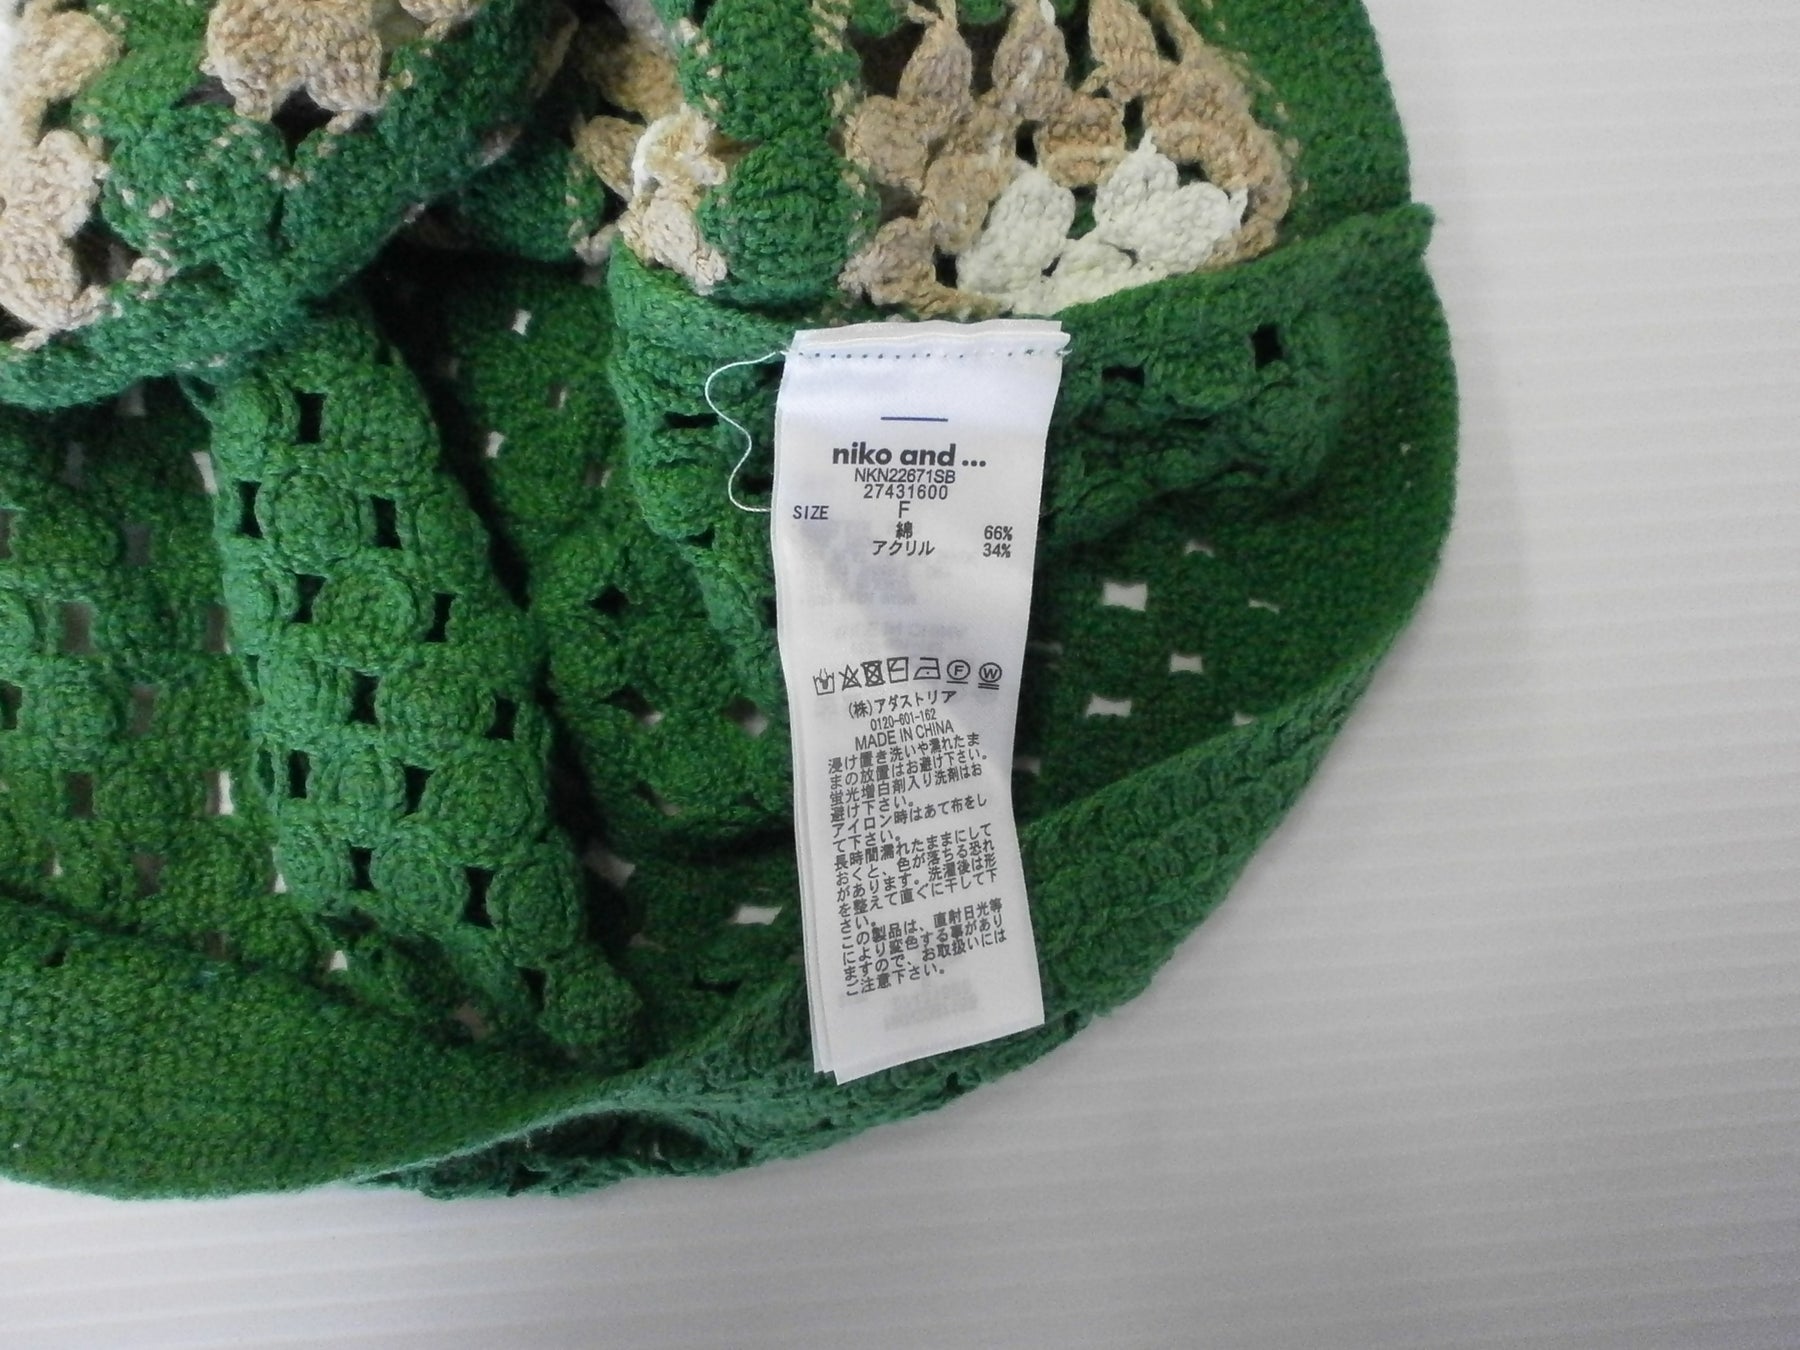 niko and ...
NKN22671SB
27431600
SIZE F
綿 66%
アクリル 34%
F W
(株)アダストリア
0120-601-162
MADE IN CHINA
浸け置き洗いや濡れたま
まの放置はお避け下さい。
蛍光増白剤入り洗剤はお
避け下さい。
アイロン時はあて布をし
て下さい。
長時間濡れたままにして
おくと、色が落ちる恐れ
があります。洗濯後は形
を整えて直ぐに干して下
さい。
この製品は、直射日光等
により変色する事があり
ますので、お取扱いには
ご注意下さい。